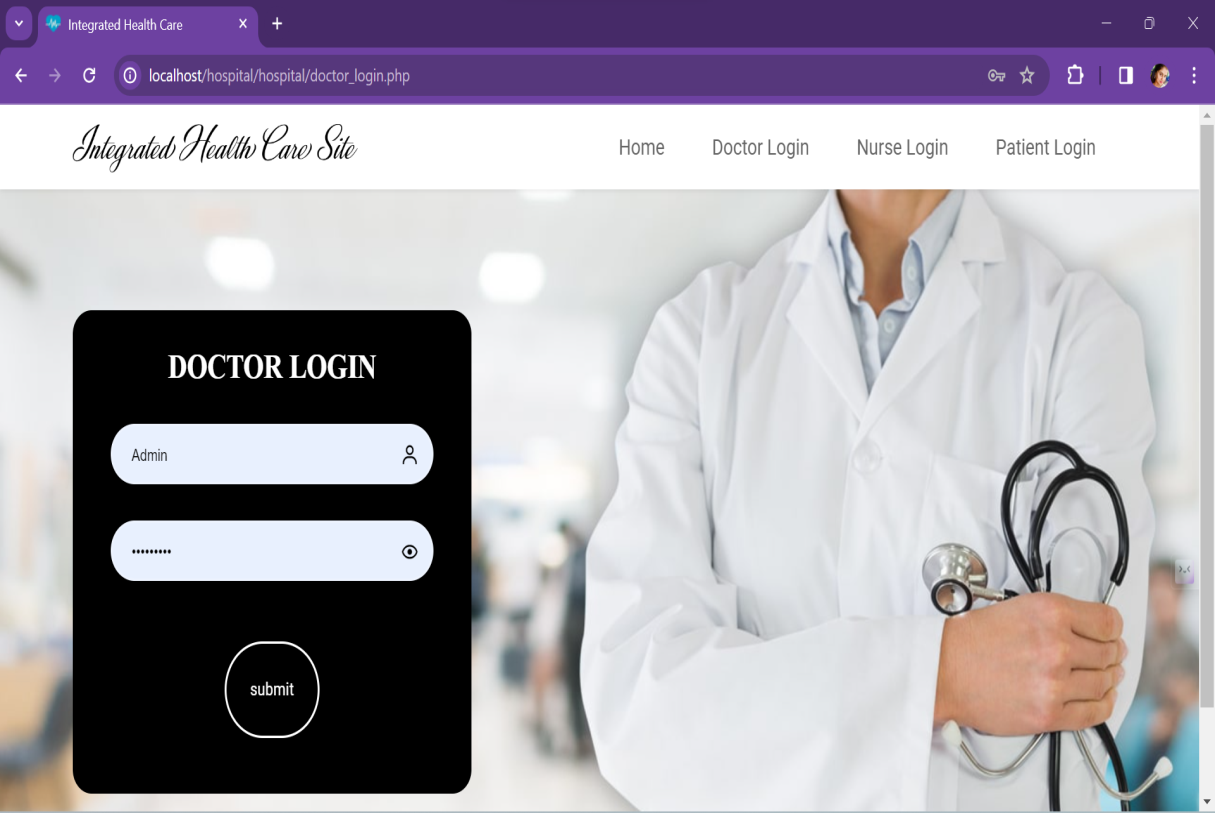 Integrated Health Care
localhost/hospital/hospital/doctor_login.php
Integrated Health Care Site
Home
Doctor Login
Nurse Login
Patient Login
DOCTOR LOGIN
Admin
•••••••••
submit